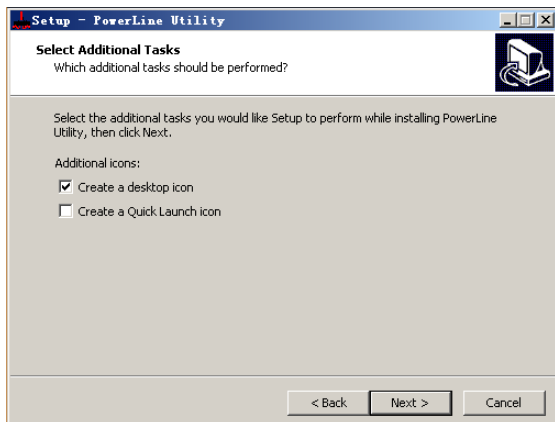 Setup - PowerLine Utility
Select Additional Tasks
Which additional tasks should be performed?
Select the additional tasks you would like Setup to perform while installing PowerLine
Utility, then click Next.
Additional icons:
Create a desktop icon
Create a Quick Launch icon
< Back
Next >
Cancel